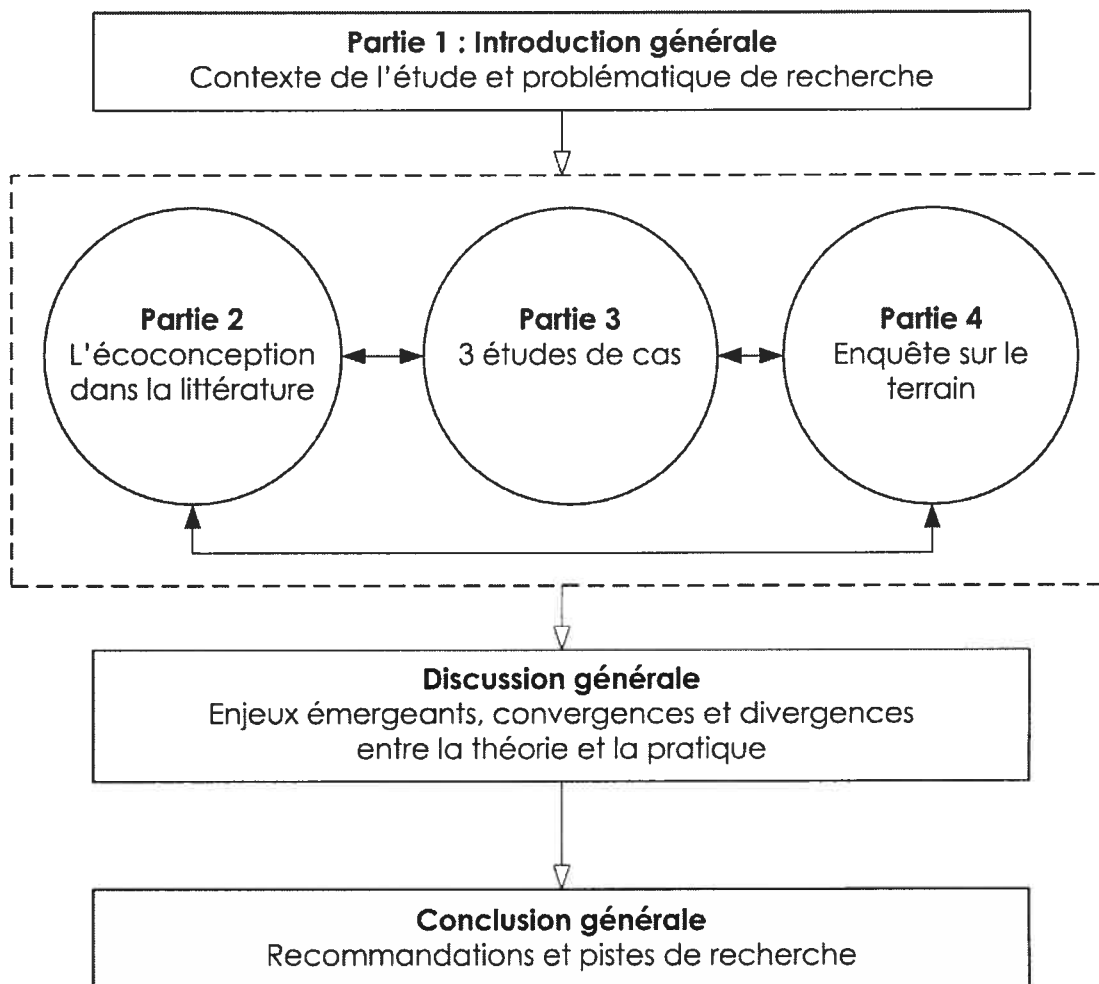 Partie 1 : Introduction générale
Contexte de l'étude et problématique de recherche
Partie 2
L'écoconception
dans la littérature
Partie 3
3 études de cas
Partie 4
Enquête sur le
terrain
Discussion générale
Enjeux émergeants, convergences et divergences
entre la théorie et la pratique
Conclusion générale
Recommandations et pistes de recherche